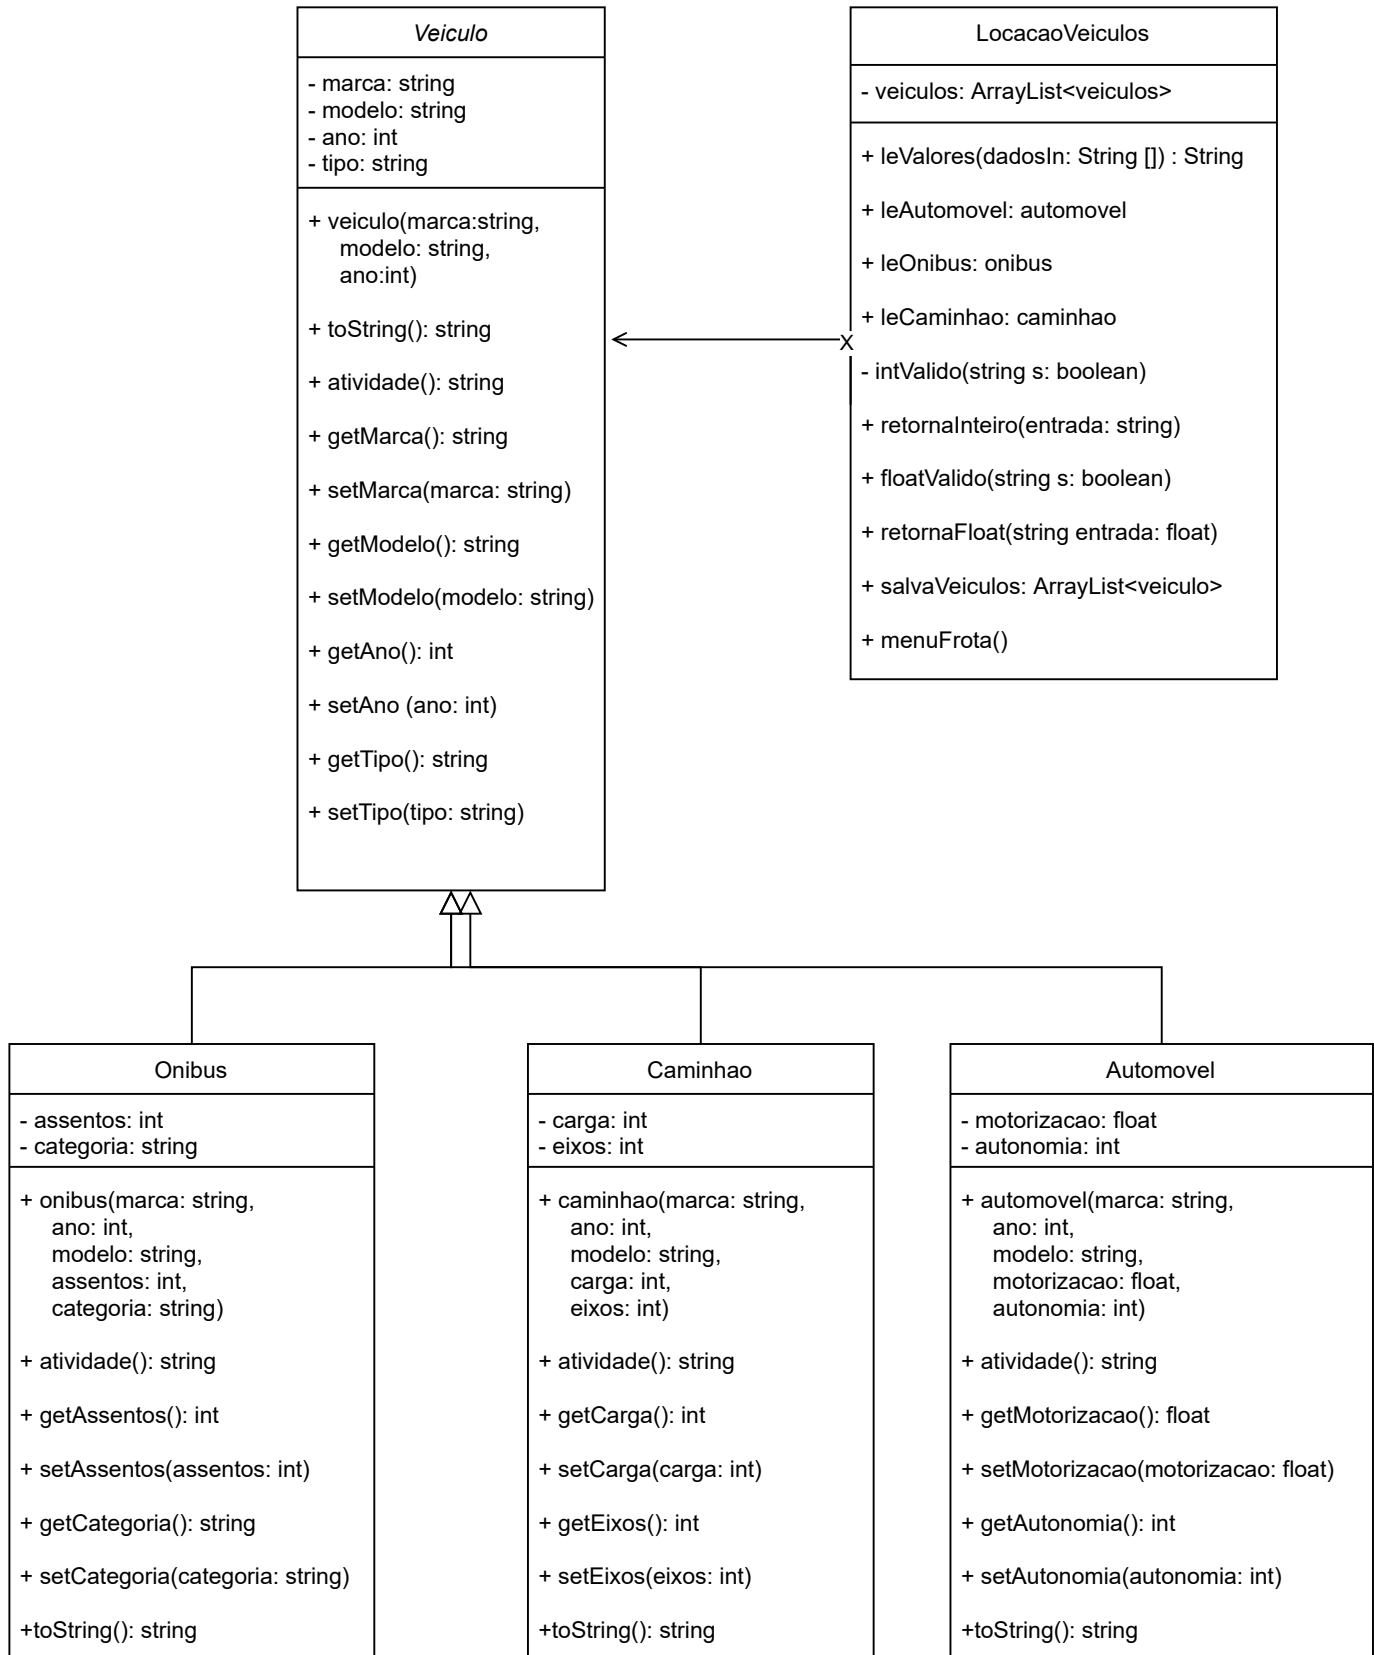 Veiculo
- marca: string
- modelo: string
- ano: int
- tipo: string
+ veiculo(marca:string,
modelo: string,
ano:int)
+ toString(): string
+ atividade(): string
+ getMarca(): string
+ setMarca(marca: string)
+ getModelo(): string
+ setModelo(modelo: string)
+ getAno(): int
+ setAno (ano: int)
+ getTipo(): string
+ setTipo(tipo: string)
LocacaoVeiculos
- veiculos: ArrayList<veiculos>
+ leValores(dadosIn: String []) : String
+ leAutomovel: automovel
+ leOnibus: onibus
+ leCaminhao: caminhao
X
- intValido(string s: boolean)
+ retornaInteiro(entrada: string)
+ floatValido(string s: boolean)
+ retornaFloat(string entrada: float)
+ salvaVeiculos: ArrayList<veiculo>
+ menuFrota()
Onibus
- assentos: int
- categoria: string
+ onibus(marca: string,
ano: int,
modelo: string,
assentos: int,
categoria: string)
+ atividade(): string
+ getAssentos(): int
+ setAssentos(assentos: int)
+ getCategoria(): string
+ setCategoria(categoria: string)
+toString(): string
Caminhao
- carga: int
- eixos: int
+ caminhao(marca: string,
ano: int,
modelo: string,
carga: int,
eixos: int)
+ atividade(): string
+ getCarga(): int
+ setCarga(carga: int)
+ getEixos(): int
+ setEixos(eixos: int)
+toString(): string
Automovel
- motorizacao: float
- autonomia: int
+ automovel(marca: string,
ano: int,
modelo: string,
motorizacao: float,
autonomia: int)
+ atividade(): string
+ getMotorizacao(): float
+ setMotorizacao(motorizacao: float)
+ getAutonomia(): int
+ setAutonomia(autonomia: int)
+toString(): string